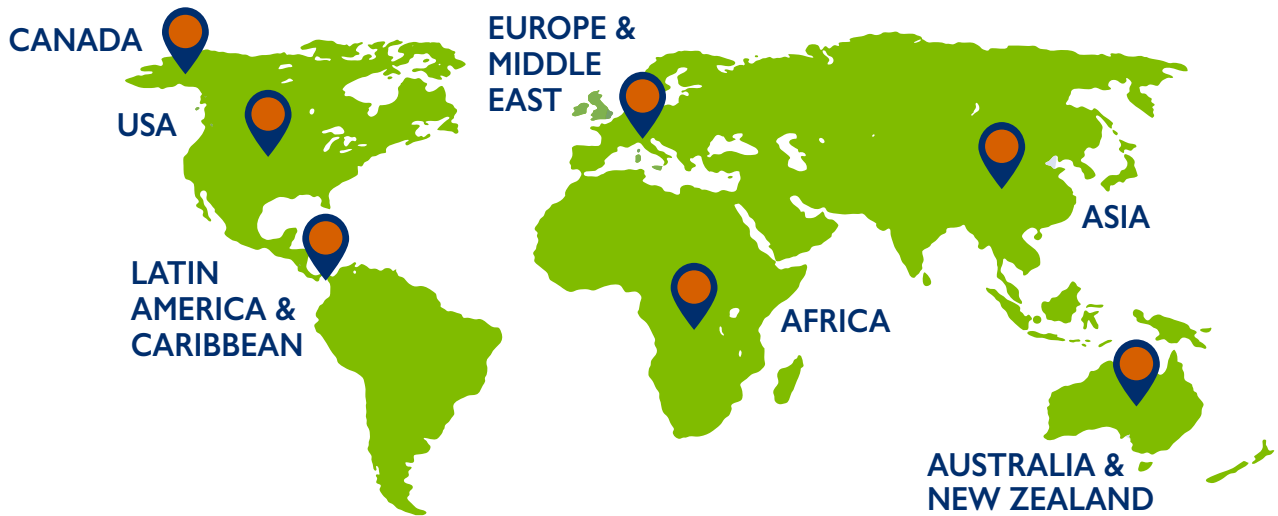 CANADA
USA
LATIN
AMERICA &
CARIBBEAN
EUROPE &
MIDDLE
EAST
AFRICA
ASIA
AUSTRALIA &
NEW ZEALAND